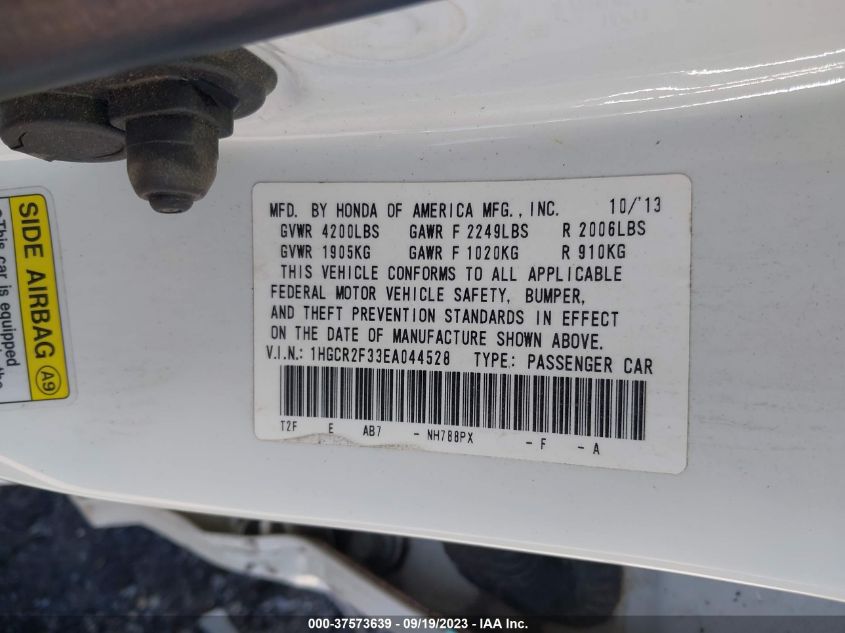 MFD. BY HONDA OF AMERICA MFG., INC. 10/'13
GVWR 4200LBS GAWR F 2249LBS R 2006LBS
GVWR 1905KG GAWR F 1020KG R 910KG
THIS VEHICLE CONFORMS TO ALL APPLICABLE
FEDERAL MOTOR VEHICLE SAFETY, BUMPER,
AND THEFT PREVENTION STANDARDS IN EFFECT
ON THE DATE OF MANUFACTURE SHOWN ABOVE.
V.I.N.: 1HGCR2F33EA044528 TYPE: PASSENGER CAR
T2F E AB7 - NH788PX - F - A
SIDE AIRBAG A9
This car is equipped
000-37573639 - 09/19/2023 - IAA Inc.